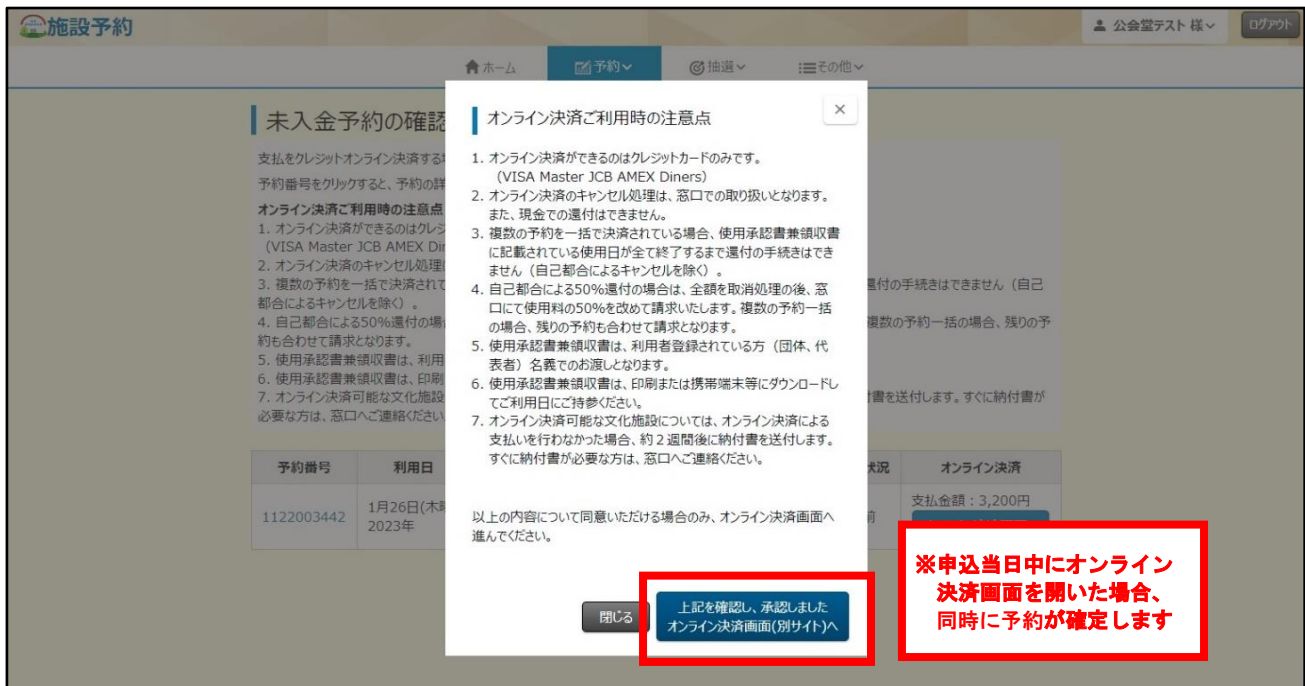 施設予約
公会堂テスト 様
ログアウト
ホーム
予約
抽選
その他
未入金予約の確認
支払をクレジットオンライン決済する
予約番号をクリックすると、予約の詳
オンライン決済ご利用時の注意点
1. オンライン決済ができるのはクレジ
(VISA Master JCB AMEX Di
2. オンライン決済のキャンセル処理
3. 複数の予約を一括で決済されて
還付の手続きはできません（自己
都合によるキャンセルを除く）。
4. 自己都合による50%還付の場
複数の予約一括の場合、残りの予
約も合わせて請求となります。
5. 使用承認書兼領収書は、利用
6. 使用承認書兼領収書は、印刷
7. オンライン決済可能な文化施設
付書を送付します。すぐに納付書が
必要な方は、窓口へご連絡ください
予約番号
利用日
状況
オンライン決済
1122003442
1月26日(木曜
2023年
前
支払金額：3,200円
オンライン決済ご利用時の注意点
×
1. オンライン決済ができるのはクレジットカードのみです。
（VISA Master JCB AMEX Diners）
2. オンライン決済のキャンセル処理は、窓口での取り扱いとなります。
また、現金での還付はできません。
3. 複数の予約を一括で決済されている場合、使用承認書兼領収書
に記載されている使用日が全て終了するまで還付の手続きはでき
ません（自己都合によるキャンセルを除く）。
4. 自己都合による50%還付の場合は、全額を取消処理の後、窓
口にて使用料の50%を改めて請求いたします。複数の予約一括
の場合、残りの予約も合わせて請求となります。
5. 使用承認書兼領収書は、利用者登録されている方（団体、代
表者）名義でのお渡しとなります。
6. 使用承認書兼領収書は、印刷または携帯端末等にダウンロードし
てご利用日にご持参ください。
7. オンライン決済可能な文化施設については、オンライン決済による
支払いを行わなかった場合、約２週間後に納付書を送付します。
すぐに納付書が必要な方は、窓口へご連絡ください。
以上の内容について同意いただける場合のみ、オンライン決済画面へ
進んでください。
閉じる
上記を確認し、承認しました
オンライン決済画面(別サイト)へ
※申込当日中にオンライン
決済画面を開いた場合、
同時に予約が確定します